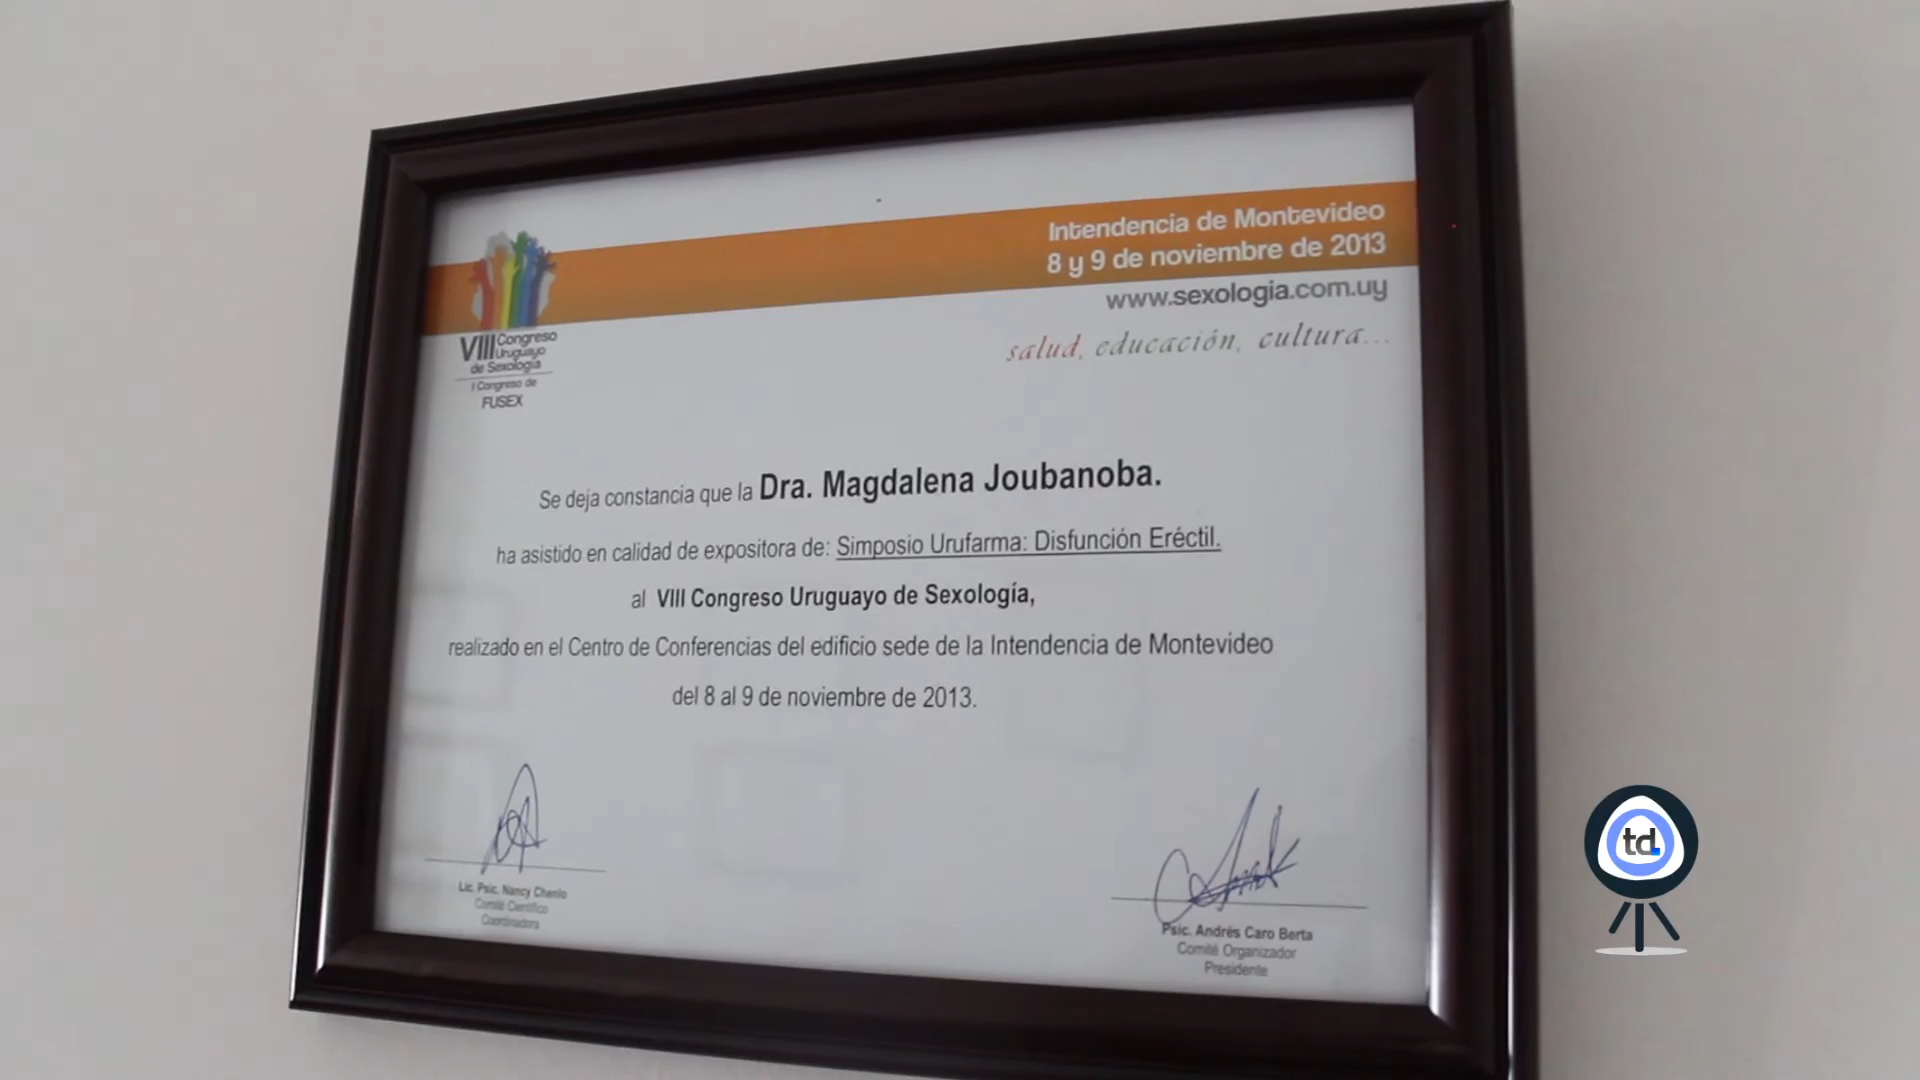 Intendencia de Montevideo
8 y 9 de noviembre de 2013
www.sexologia.com.uy
salud, educación, cultura...
VIII Congreso
Uruguayo
de Sexología
I Congreso de
FUSEX
Se deja constancia que la Dra. Magdalena Joubanoba.
ha asistido en calidad de expositora de: Simposio Urufarma: Disfunción Eréctil.
al VIII Congreso Uruguayo de Sexología,
realizado en el Centro de Conferencias del edificio sede de la Intendencia de Montevideo
del 8 al 9 de noviembre de 2013.
Lic. Psic. Nancy Chenlo
Comité Científico
Coordinadora
Psic. Andrés Caro Berta
Comité Organizador
Presidente
td.